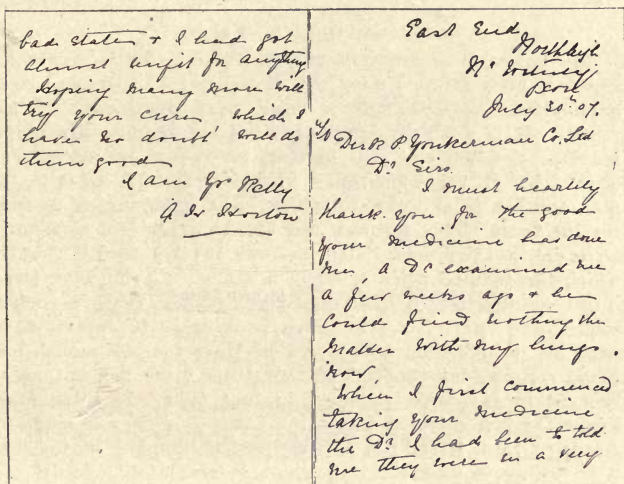 East End
Northleigh
Nr Witney
Oxon
July 30th 07.
Derk P Yonkerman Co, Ltd
Dr Sirs.
I must heartily
thank you for the good
your medicine has done
me, a Dr examined me
a few weeks ago & he
could find nothing the
matter with my lungs.
now
When I first commenced
taking your medicine
the Dr. I had been to told
me they were in a very
bad state & I had got
almost unfit for anything
Hoping many more will
try your cure which I
have no doubt will do
them good
I am Yrs
A Horton